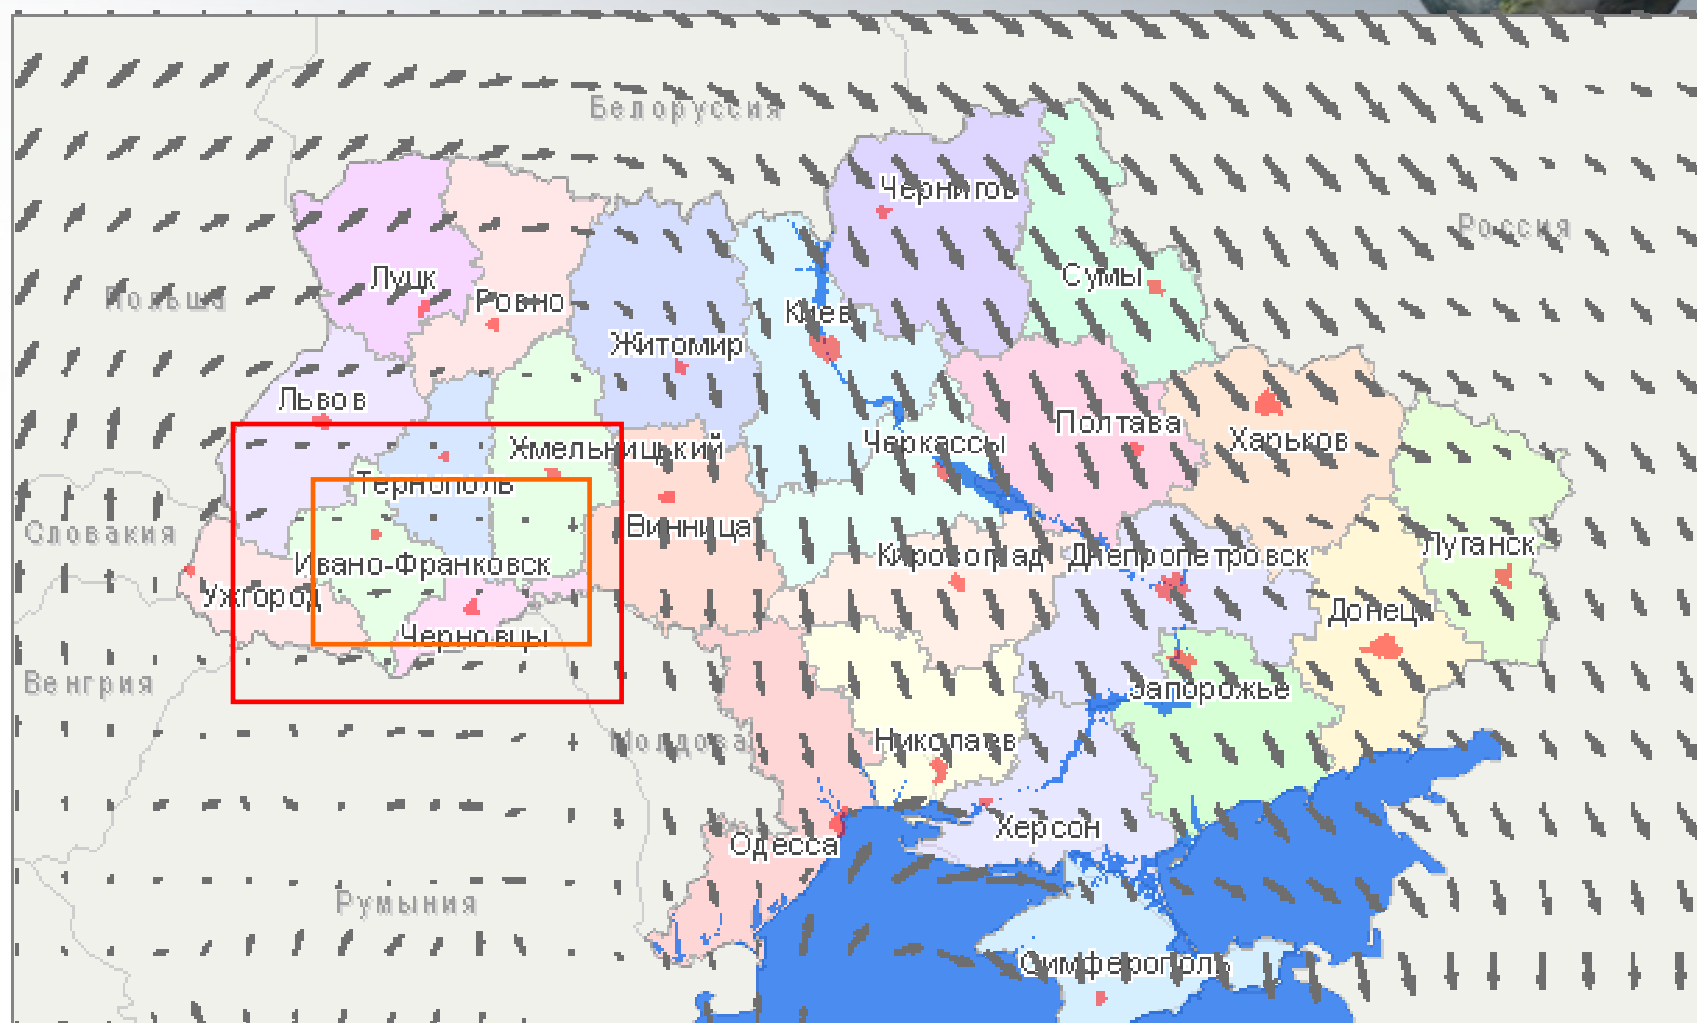 Белоруссия
Чернигов
Россия
Сумы
Луцк
Польша
Ровно
Киев
Житомир
Львов
Полтава
Харьков
Черкассы
Хмельницький
Тернополь
Словакия
Винница
Луганск
Кировоград
Днепропетровск
Ивано-Франковск
Ужгород
Донецк
Черновцы
Венгрия
Запорожье
Молдова
Николаев
Херсон
Одесса
Румыния
Симферополь